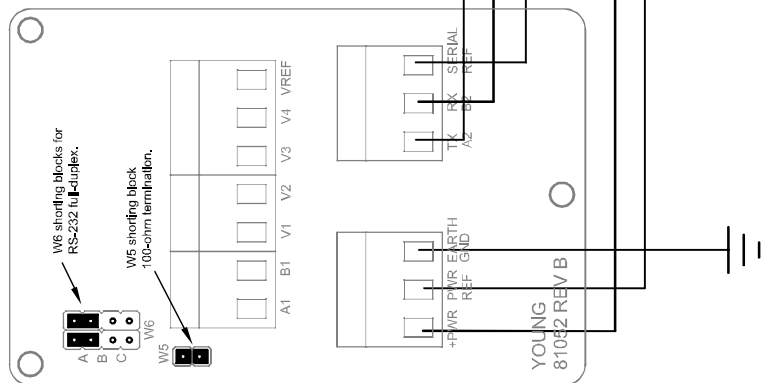 W6 shorting blocks for
RS-232 full-duplex.
W5 shorting block
100-ohm termination.
A
B
C
W6
W5
VREF
V4
V3
V2
V1
B1
A1
SERIAL
REF
RX
B2
TX
A2
EARTH
GND
PWR
REF
+PWR
YOUNG
81052 REV B